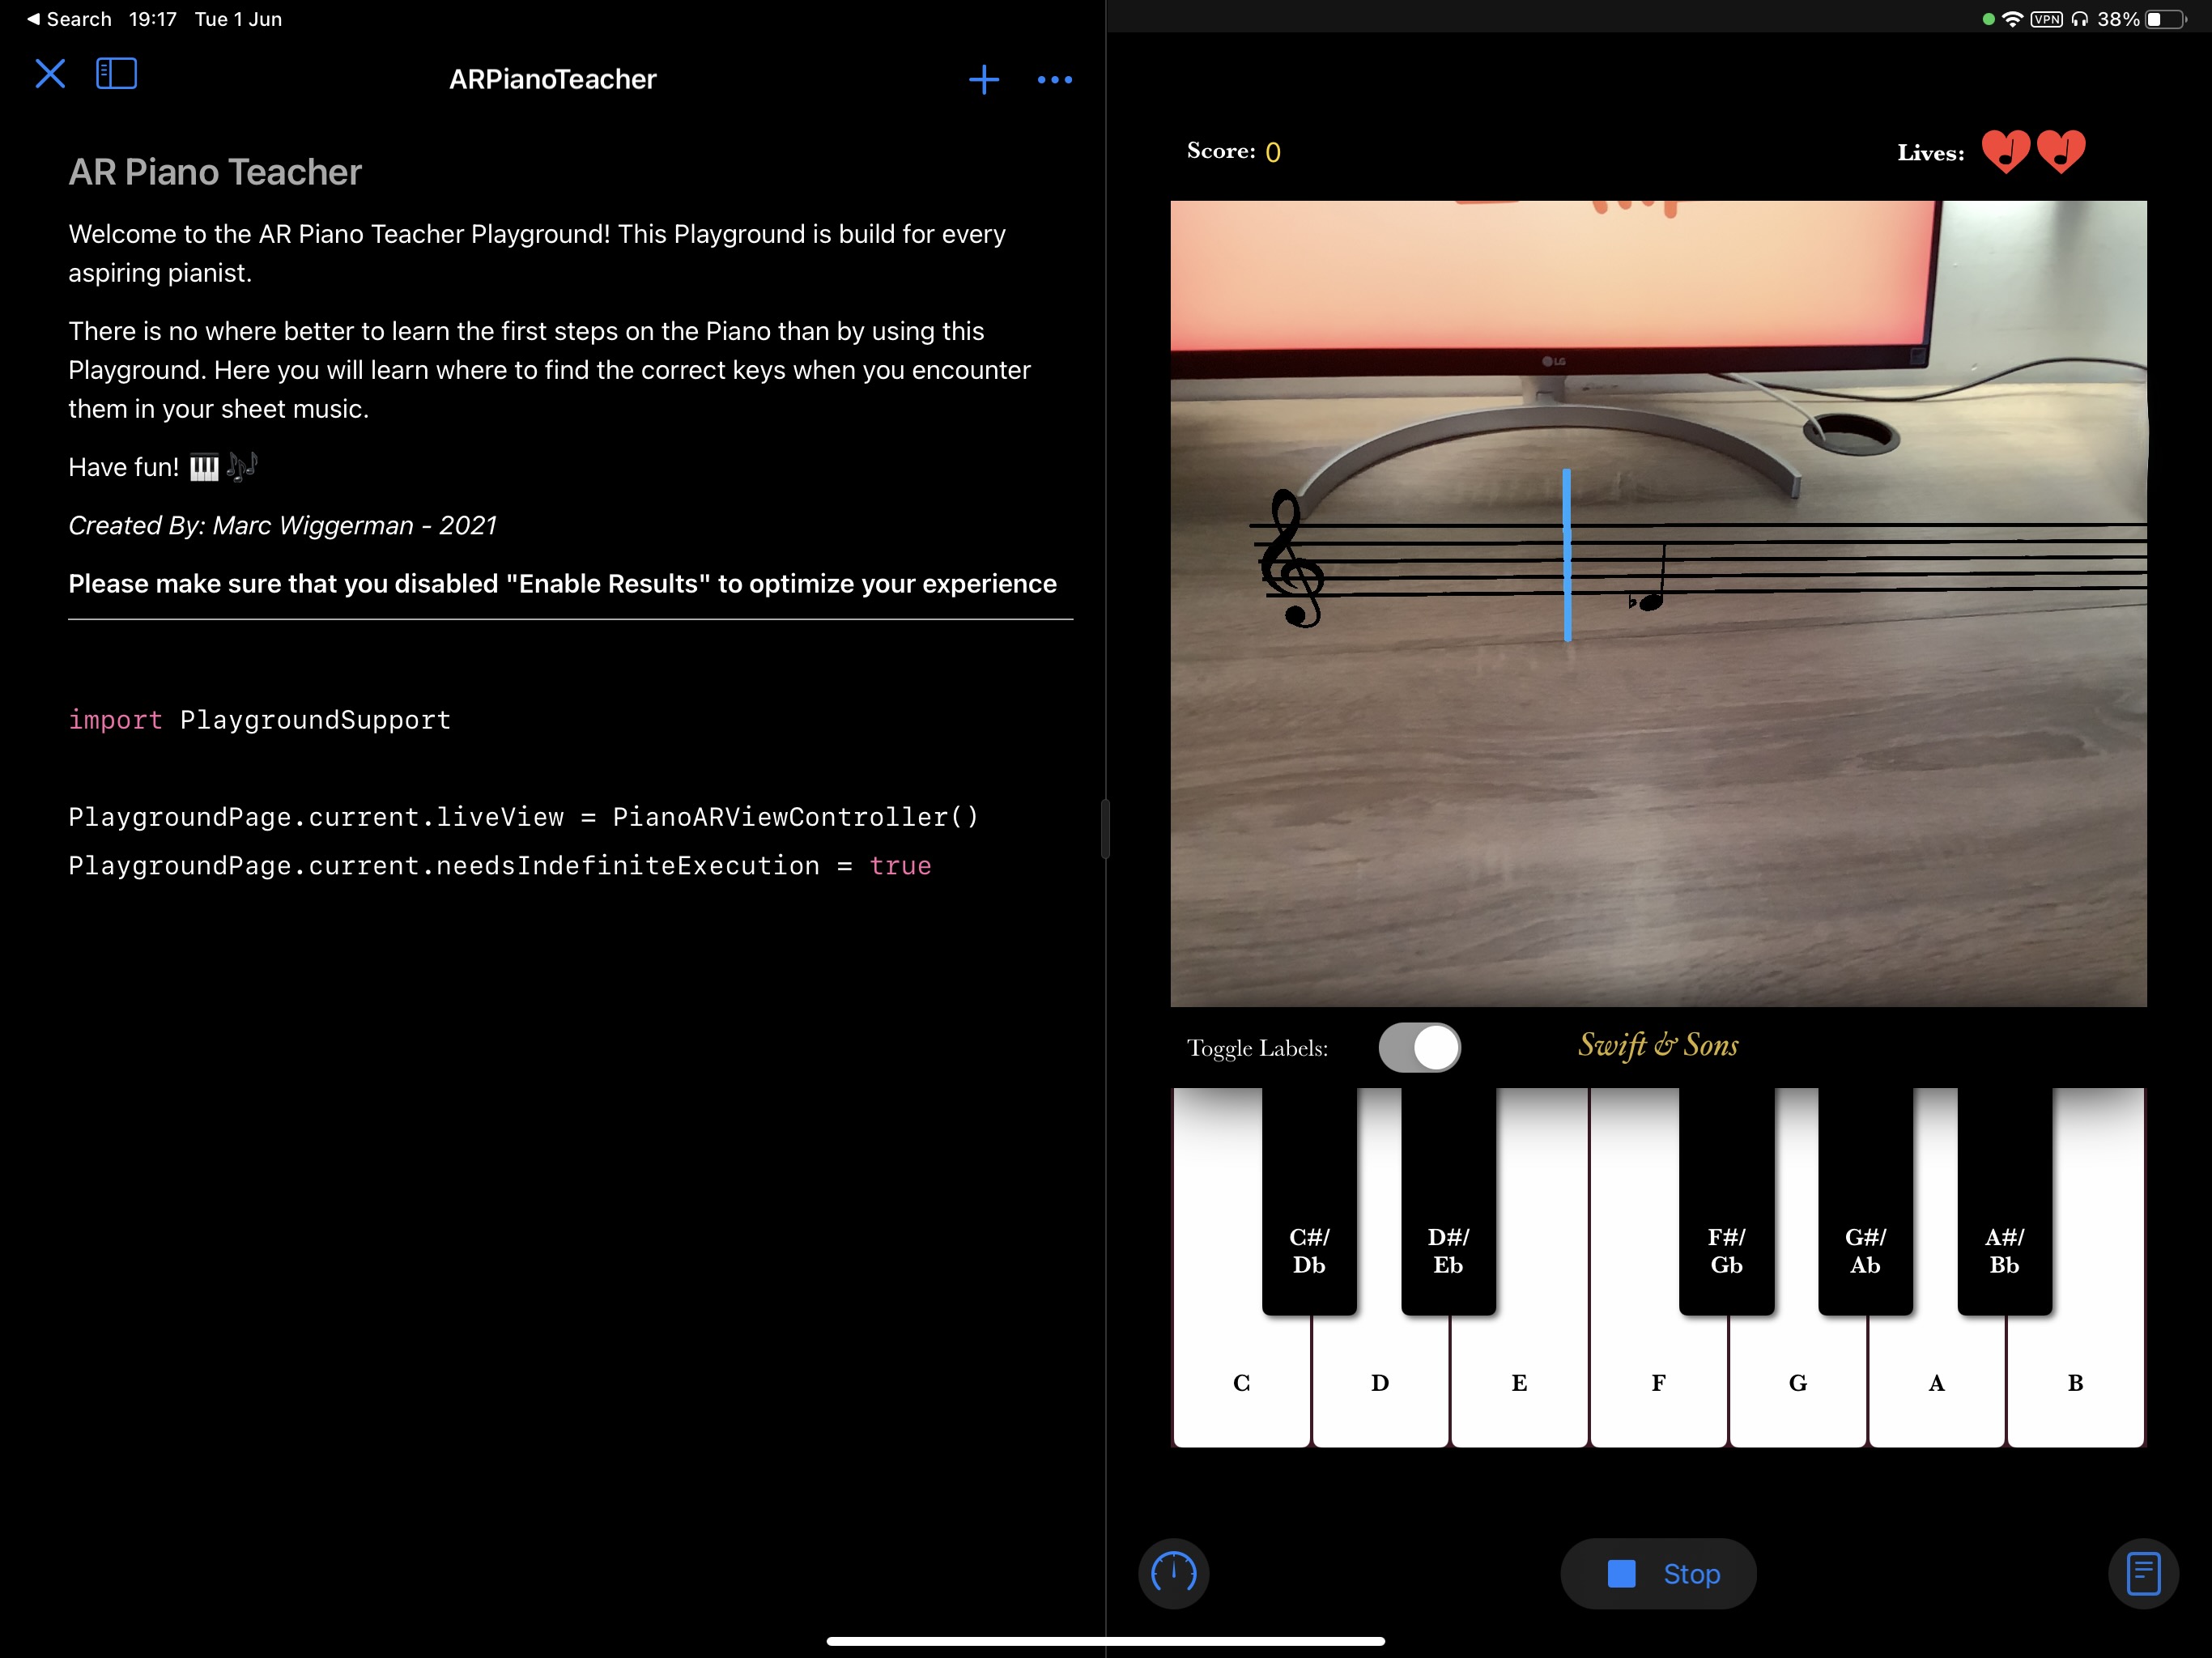 Search 19:17 Tue 1 Jun
VPN 38%
ARPianoTeacher
AR Piano Teacher
Welcome to the AR Piano Teacher Playground! This Playground is build for every
aspiring pianist.
There is no where better to learn the first steps on the Piano than by using this
Playground. Here you will learn where to find the correct keys when you encounter
them in your sheet music.
Have fun! 🎹🎶
Created By: Marc Wiggerman - 2021
Please make sure that you disabled "Enable Results" to optimize your experience
import PlaygroundSupport
PlaygroundPage.current.liveView = PianoARViewController()
PlaygroundPage.current.needsIndefiniteExecution = true
Score: 0
Lives:
LG
Toggle Labels:
Swift & Sons
C#/
Db
D#/
Eb
F#/
Gb
G#/
Ab
A#/
Bb
C
D
E
F
G
A
B
Stop